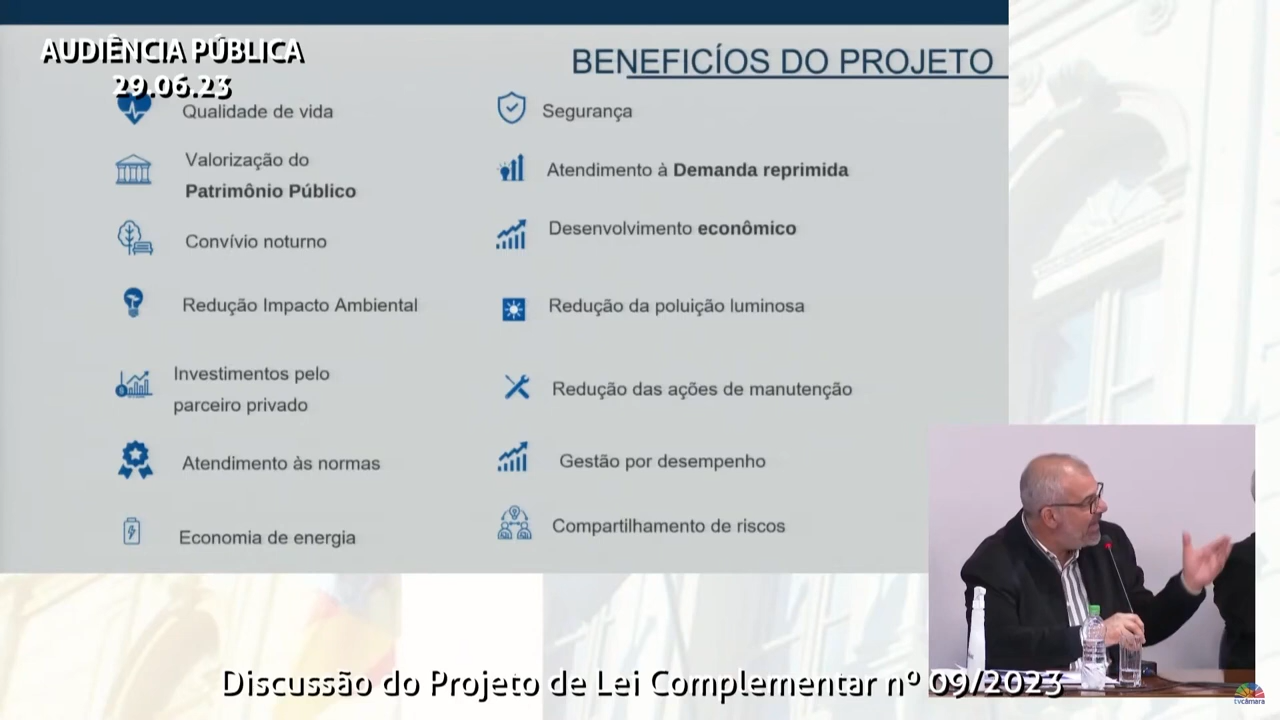 AUDIÊNCIA PÚBLICA
29.06.23
BENEFICÍOS DO PROJETO
Qualidade de vida
Valorização do
Patrimônio Público
Convívio noturno
Redução Impacto Ambiental
Investimentos pelo
parceiro privado
Atendimento às normas
Economia de energia
Segurança
Atendimento à Demanda reprimida
Desenvolvimento econômico
Redução da poluição luminosa
Redução das ações de manutenção
Gestão por desempenho
Compartilhamento de riscos
Discussão do Projeto de Lei Complementar nº 09/2023
tvcâmara